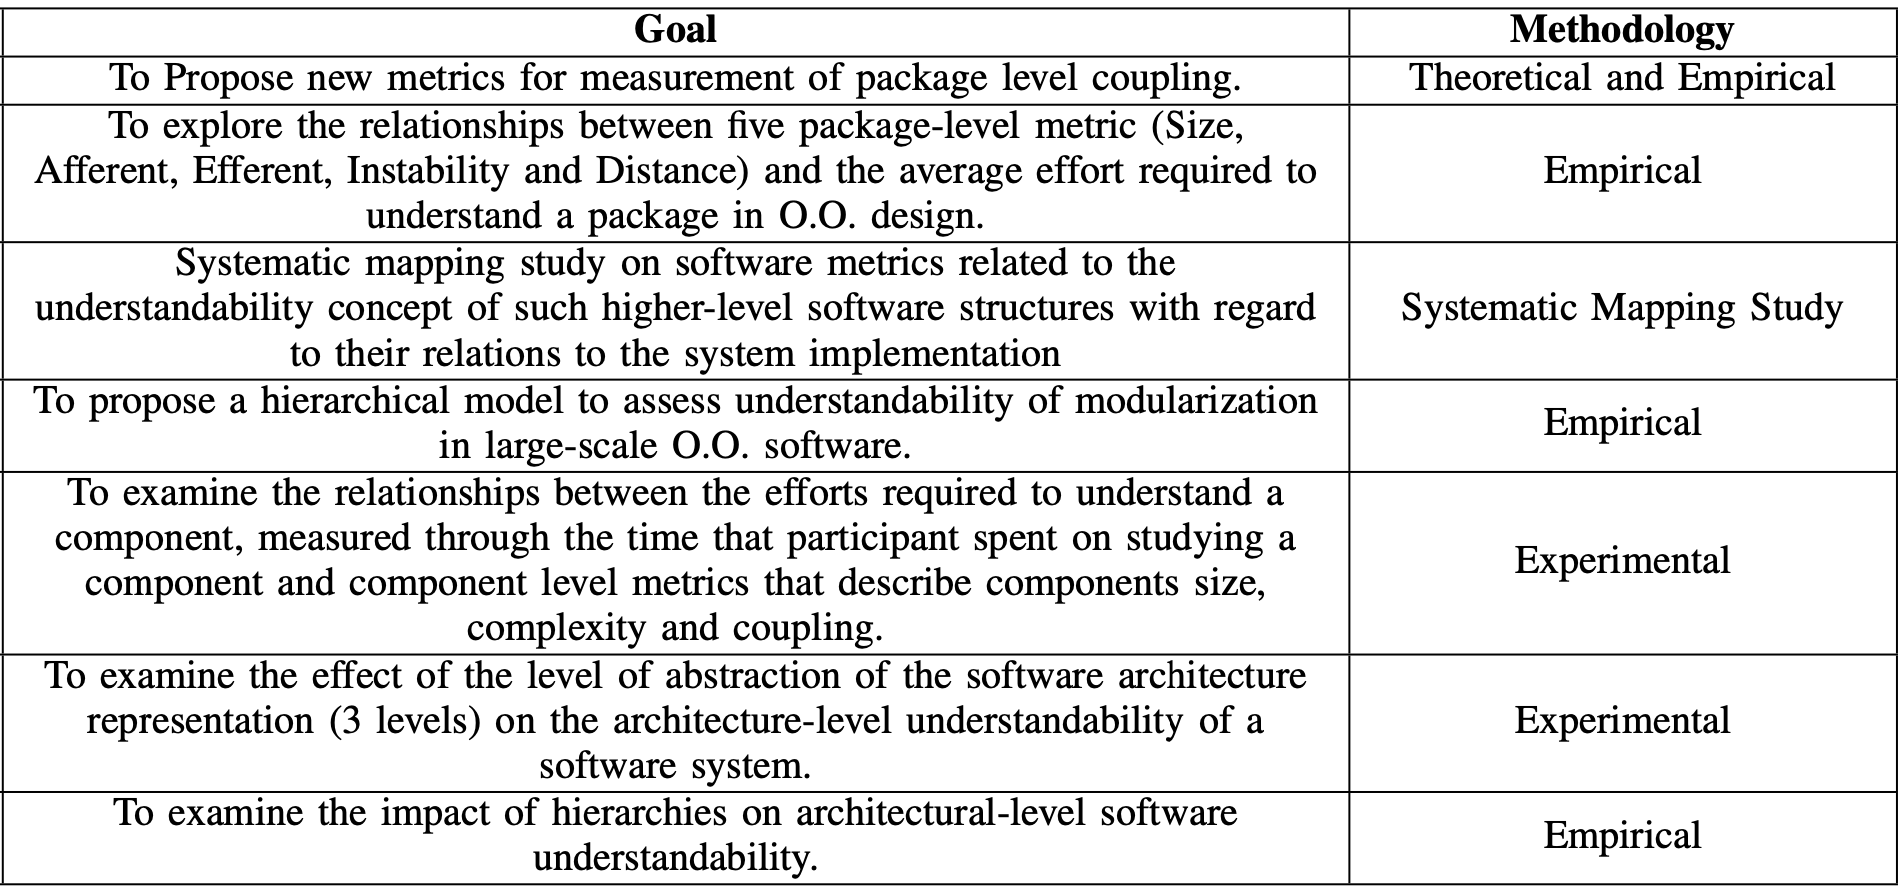 Goal Methodology
To Propose new metrics for measurement of package level coupling. Theoretical and Empirical
To explore the relationships between five package-level metric (Size,
Afferent, Efferent, Instability and Distance) and the average effort required to
understand a package in O.O. design.
Empirical
Systematic mapping study on software metrics related to the
understandability concept of such higher-level software structures with regard
to their relations to the system implementation
Systematic Mapping Study
To propose a hierarchical model to assess understandability of modularization
in large-scale O.O. software.
Empirical
To examine the relationships between the efforts required to understand a
component, measured through the time that participant spent on studying a
component and component level metrics that describe components size,
complexity and coupling.
Experimental
To examine the effect of the level of abstraction of the software architecture
representation (3 levels) on the architecture-level understandability of a
software system.
Experimental
To examine the impact of hierarchies on architectural-level software
understandability.
Empirical